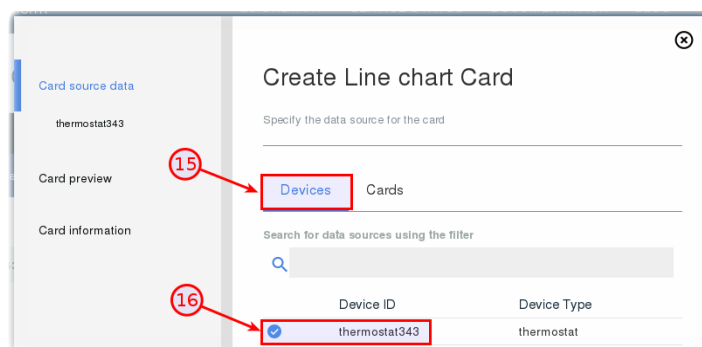 Card source data
thermostat343
Card preview
Card information
Create Line chart Card
Specify the data source for the card
15
Devices Cards
Search for data sources using the filter
Device ID Device Type
16
thermostat343 thermostat